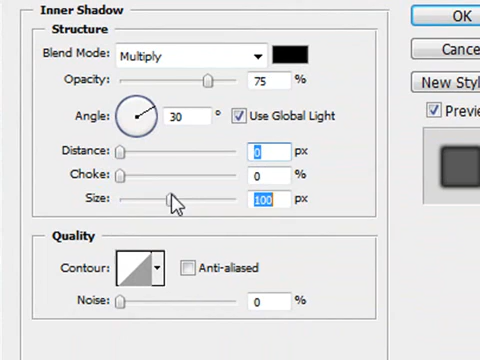 Inner Shadow
Structure
Blend Mode: Multiply
Opacity: 75 %
Angle: 30 ° Use Global Light
Distance: 0 px
Choke: 0 %
Size: 100 px
Quality
Contour: Anti-aliased
Noise: 0 %
OK
Cance
New Styl
Previe